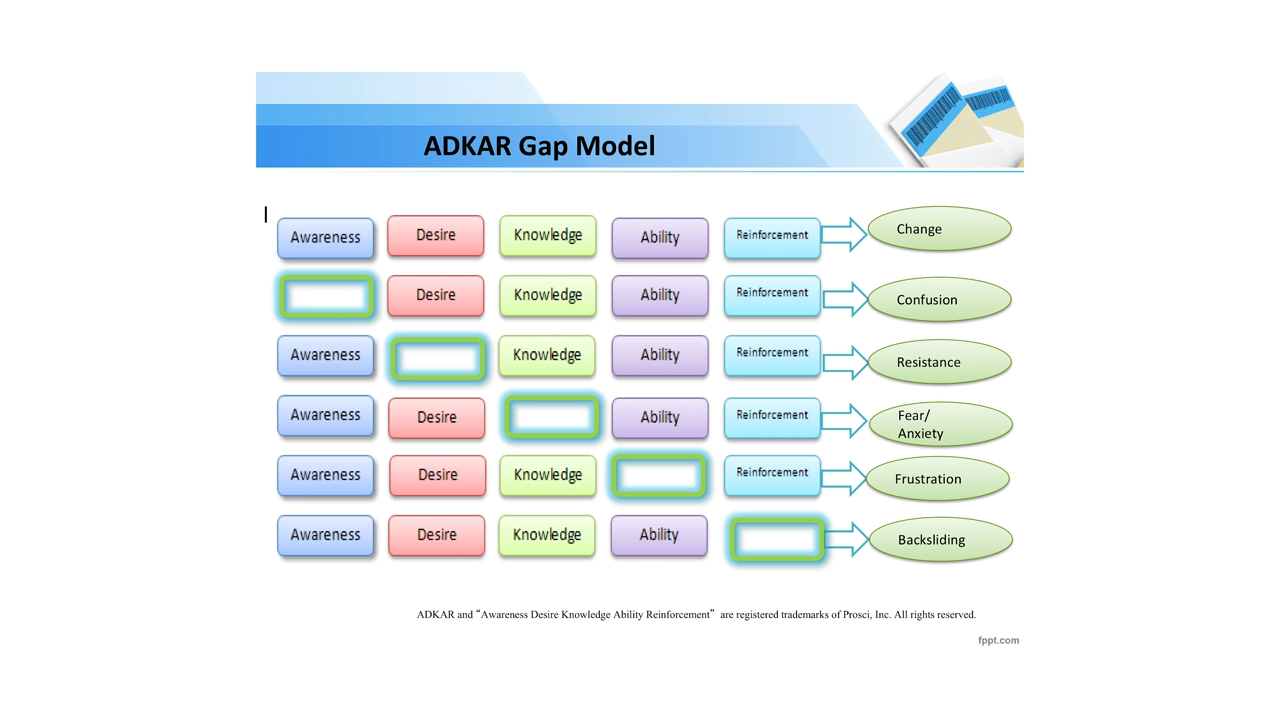 ADKAR Gap Model
Awareness Desire Knowledge Ability Reinforcement Change
Desire Knowledge Ability Reinforcement Confusion
Awareness Knowledge Ability Reinforcement Resistance
Awareness Desire Ability Reinforcement Fear/
Anxiety
Awareness Desire Knowledge Reinforcement Frustration
Awareness Desire Knowledge Ability Backsliding
ADKAR and “Awareness Desire Knowledge Ability Reinforcement” are registered trademarks of Prosci, Inc. All rights reserved.
fppt.com